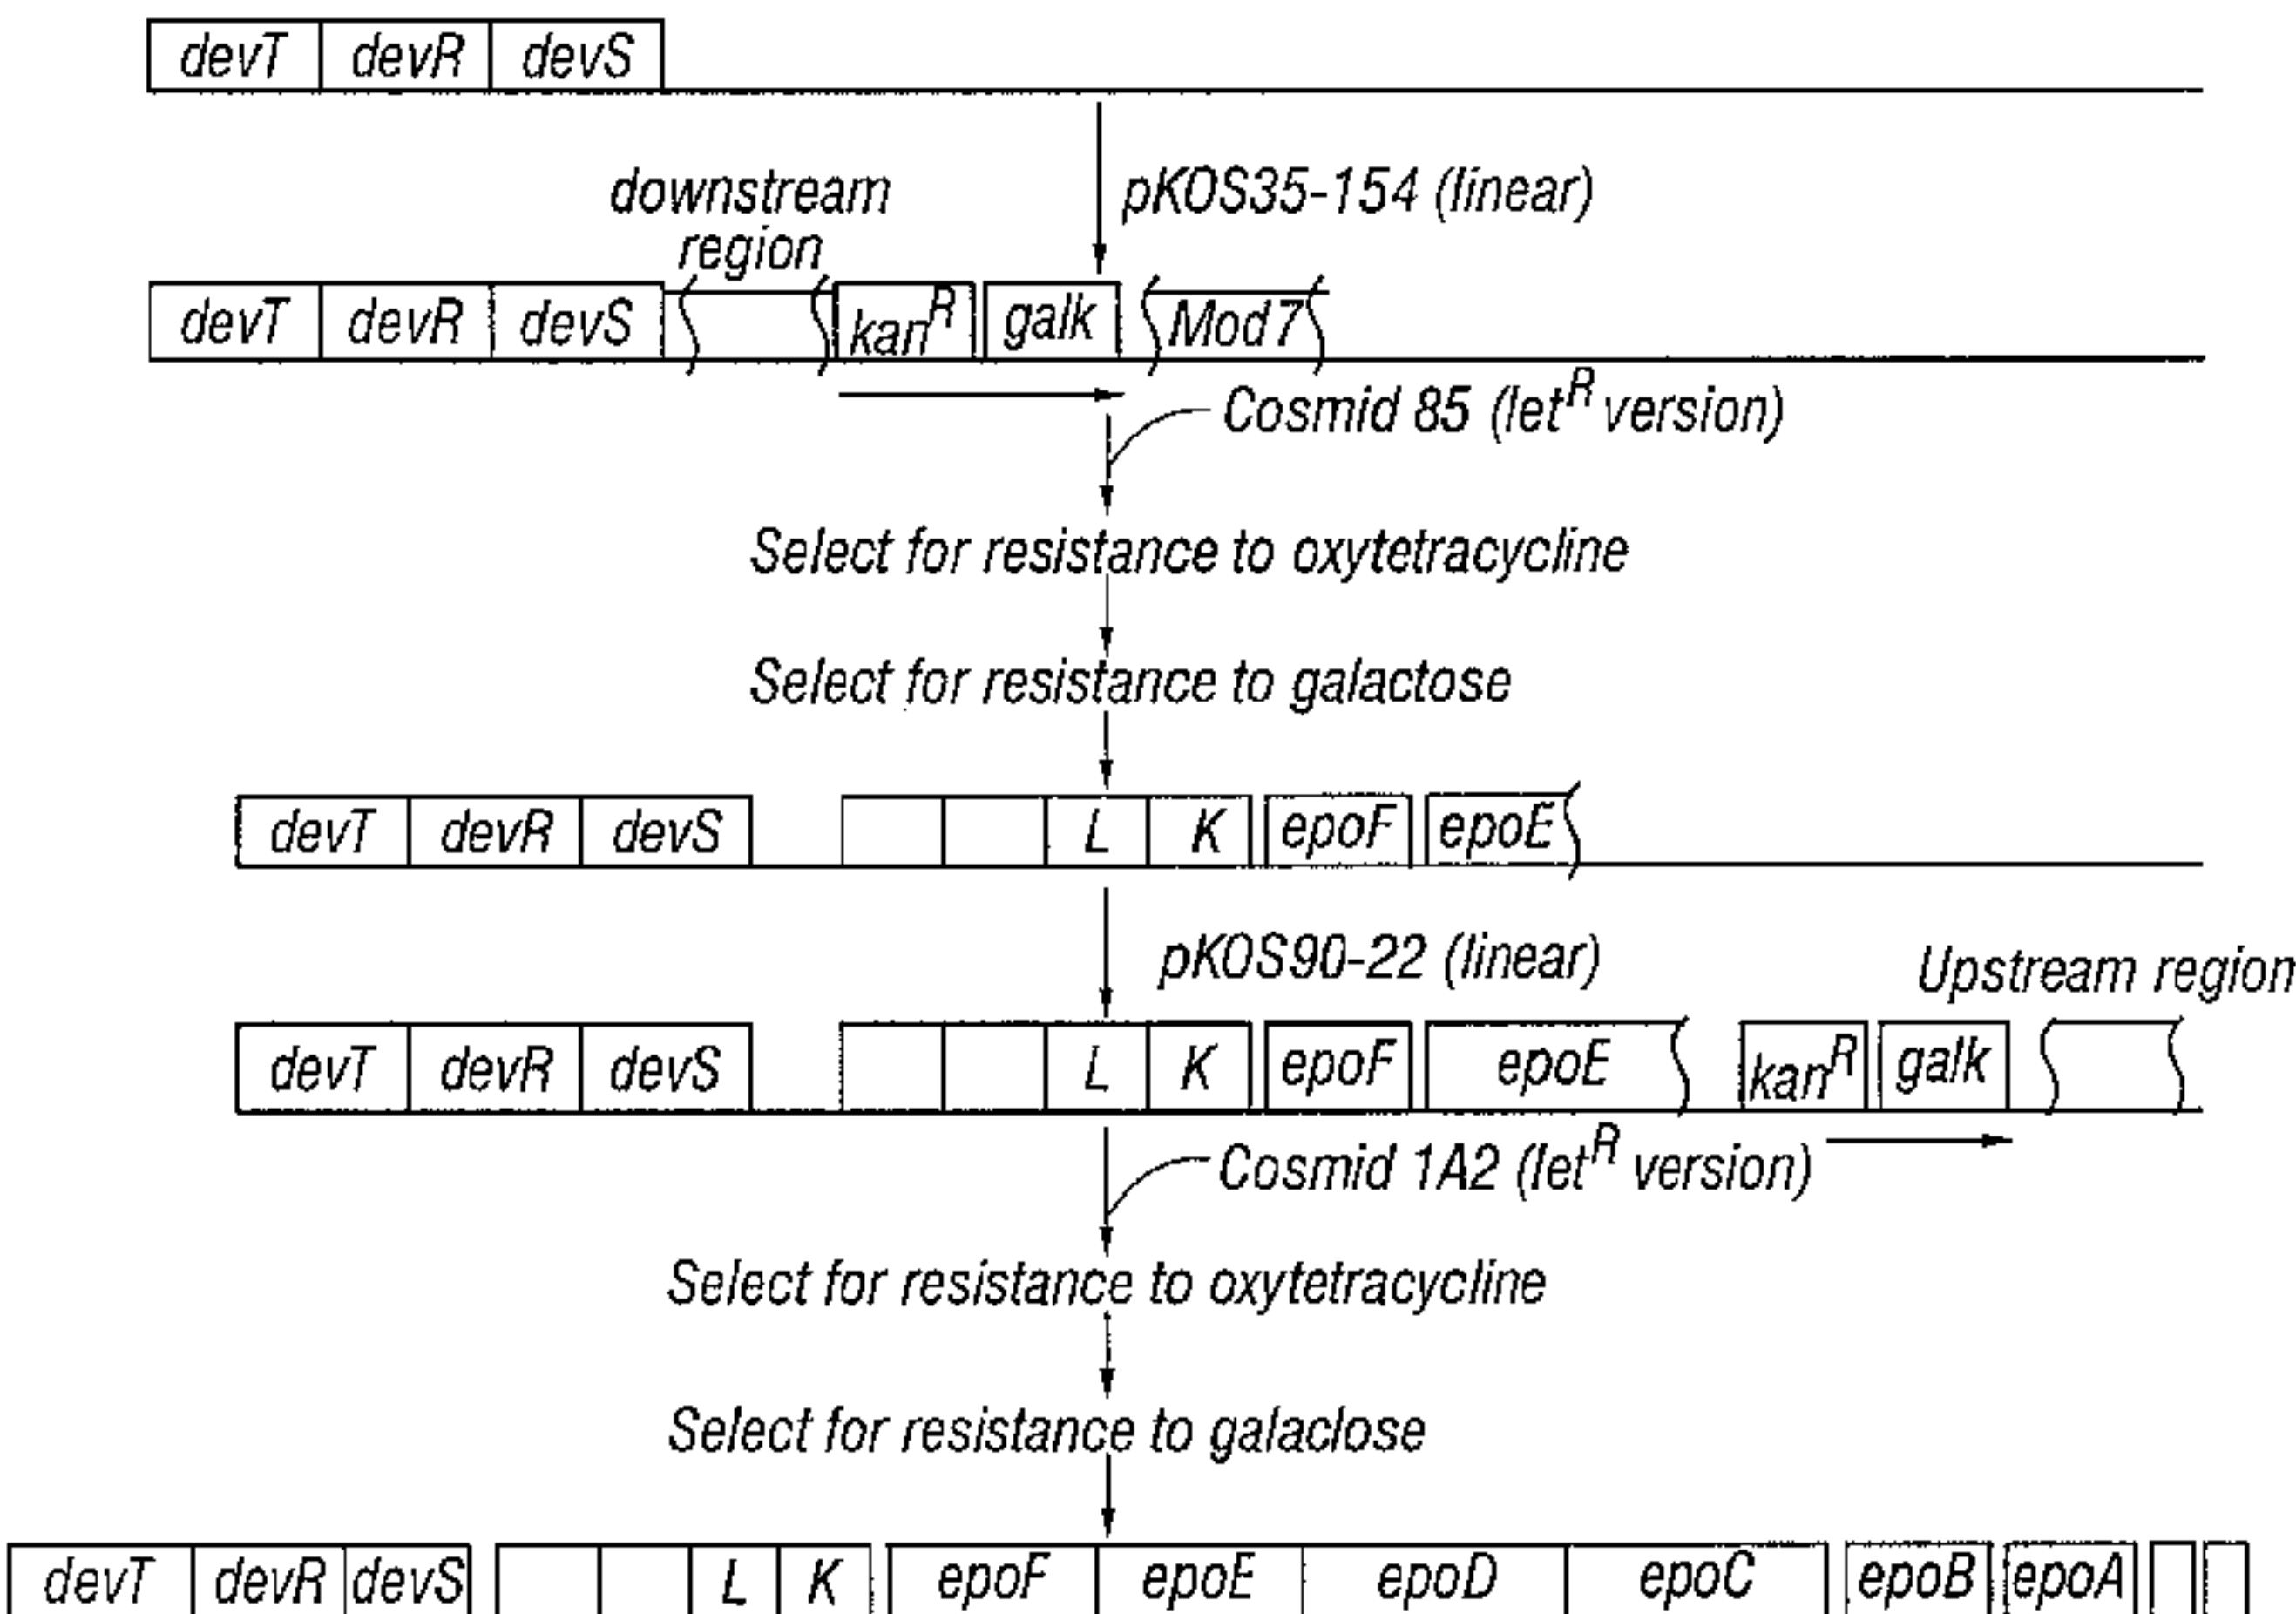 devT devR devS
pKOS35-154 (linear)
downstream
region
devT devR devS kanR galk Mod7
Cosmid 85 (letR version)
Select for resistance to oxytetracycline
Select for resistance to galactose
devT devR devS L K epoF epoE
pKOS90-22 (linear)
Upstream region
devT devR devS L K epoF epoE kanR galk
Cosmid 1A2 (letR version)
Select for resistance to oxytetracycline
Select for resistance to galaclose
devT devR devS L K epoF epoE epoD epoC epoB epoA